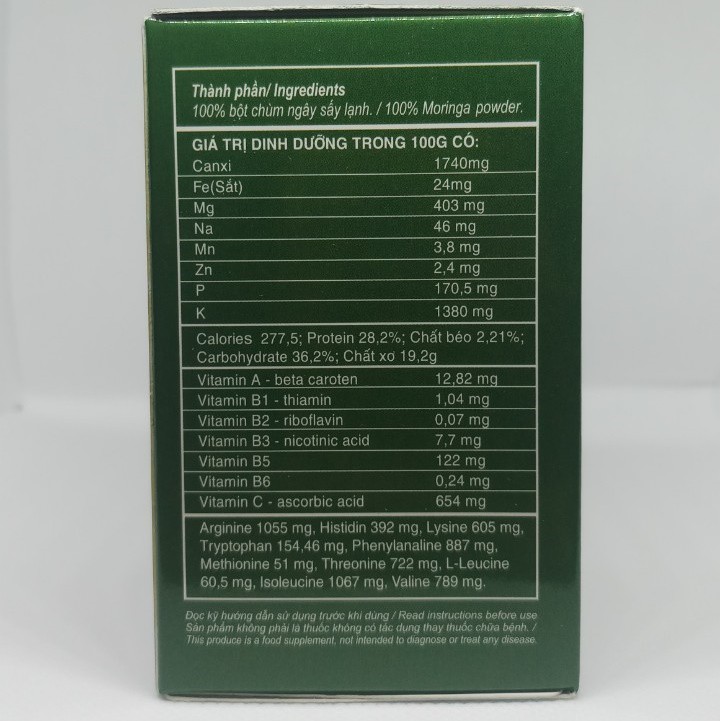 Thành phần/ Ingredients
100% bột chùm ngây sấy lạnh. / 100% Moringa powder.
GIÁ TRỊ DINH DƯỠNG TRONG 100G CÓ:
Canxi 1740mg
Fe(Sắt) 24mg
Mg 403 mg
Na 46 mg
Mn 3,8 mg
Zn 2,4 mg
P 170,5 mg
K 1380 mg
Calories 277,5; Protein 28,2%; Chất béo 2,21%;
Carbohydrate 36,2%; Chất xơ 19,2g
Vitamin A - beta caroten 12,82 mg
Vitamin B1 - thiamin 1,04 mg
Vitamin B2 - riboflavin 0,07 mg
Vitamin B3 - nicotinic acid 7,7 mg
Vitamin B5 122 mg
Vitamin B6 0,24 mg
Vitamin C - ascorbic acid 654 mg
Arginine 1055 mg, Histidin 392 mg, Lysine 605 mg,
Tryptophan 154,46 mg, Phenylanaline 887 mg,
Methionine 51 mg, Threonine 722 mg, L-Leucine
60,5 mg, Isoleucine 1067 mg, Valine 789 mg.
Đọc kỹ hướng dẫn sử dụng trước khi dùng / Read instructions before use
Sản phẩm không phải là thuốc không có tác dụng thay thuốc chữa bệnh. /
This produce is a food supplement, not intended to diagnose or treat any disease.